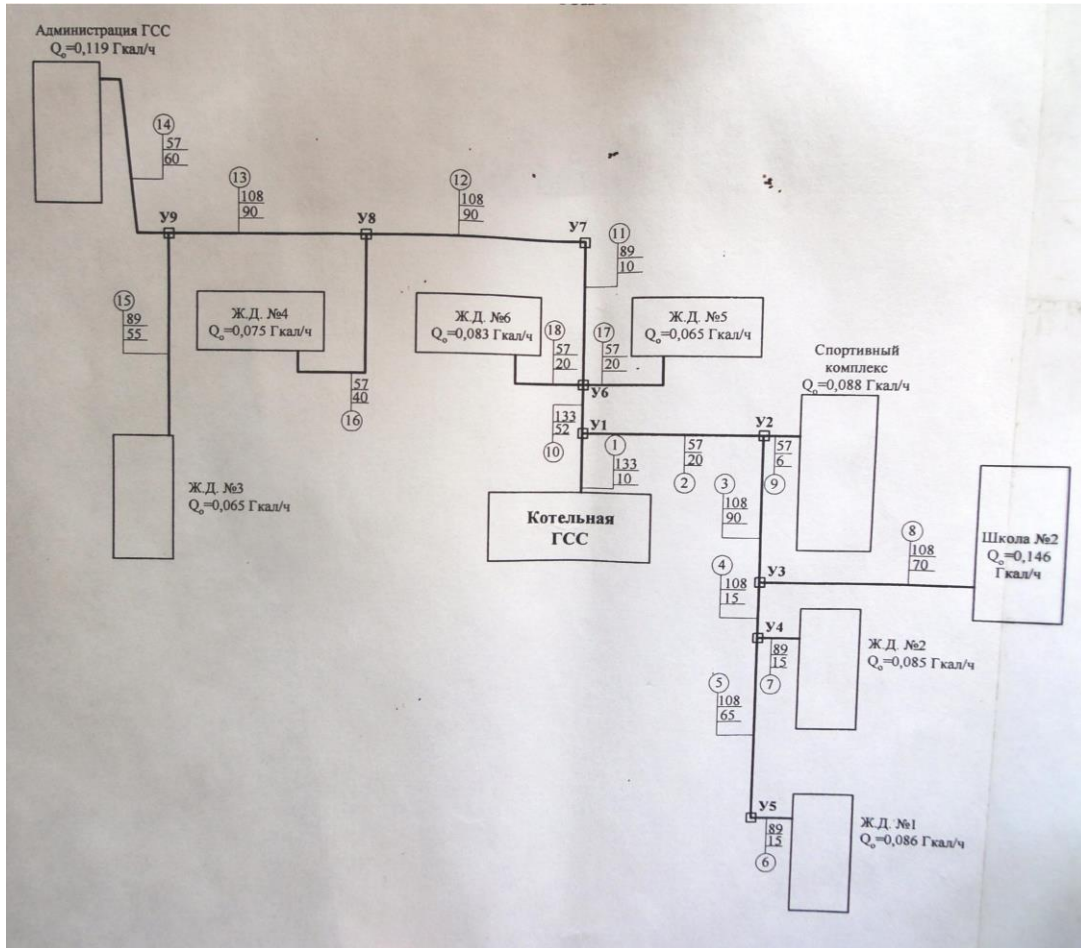 Администрация ГСС
Qо=0,119 Гкал/ч
14
57
60
13
108
90
12
108
90
У9
У8
У7
11
89
10
15
89
55
Ж.Д. №4
Qо=0,075 Гкал/ч
Ж.Д. №6
Qо=0,083 Гкал/ч
18
57
20
17
57
20
Ж.Д. №5
Qо=0,065 Гкал/ч
57
40
16
У6
Спортивный
комплекс
Qо=0,088 Гкал/ч
133
52
10
У1
1
133
10
57
20
2
У2
57
6
9
Ж.Д. №3
Qо=0,065 Гкал/ч
Котельная
ГСС
3
108
90
8
108
70
Школа №2
Qо=0,146
Гкал/ч
4
108
15
У3
У4
89
15
7
Ж.Д. №2
Qо=0,085 Гкал/ч
5
108
65
У5
89
15
6
Ж.Д. №1
Qо=0,086 Гкал/ч